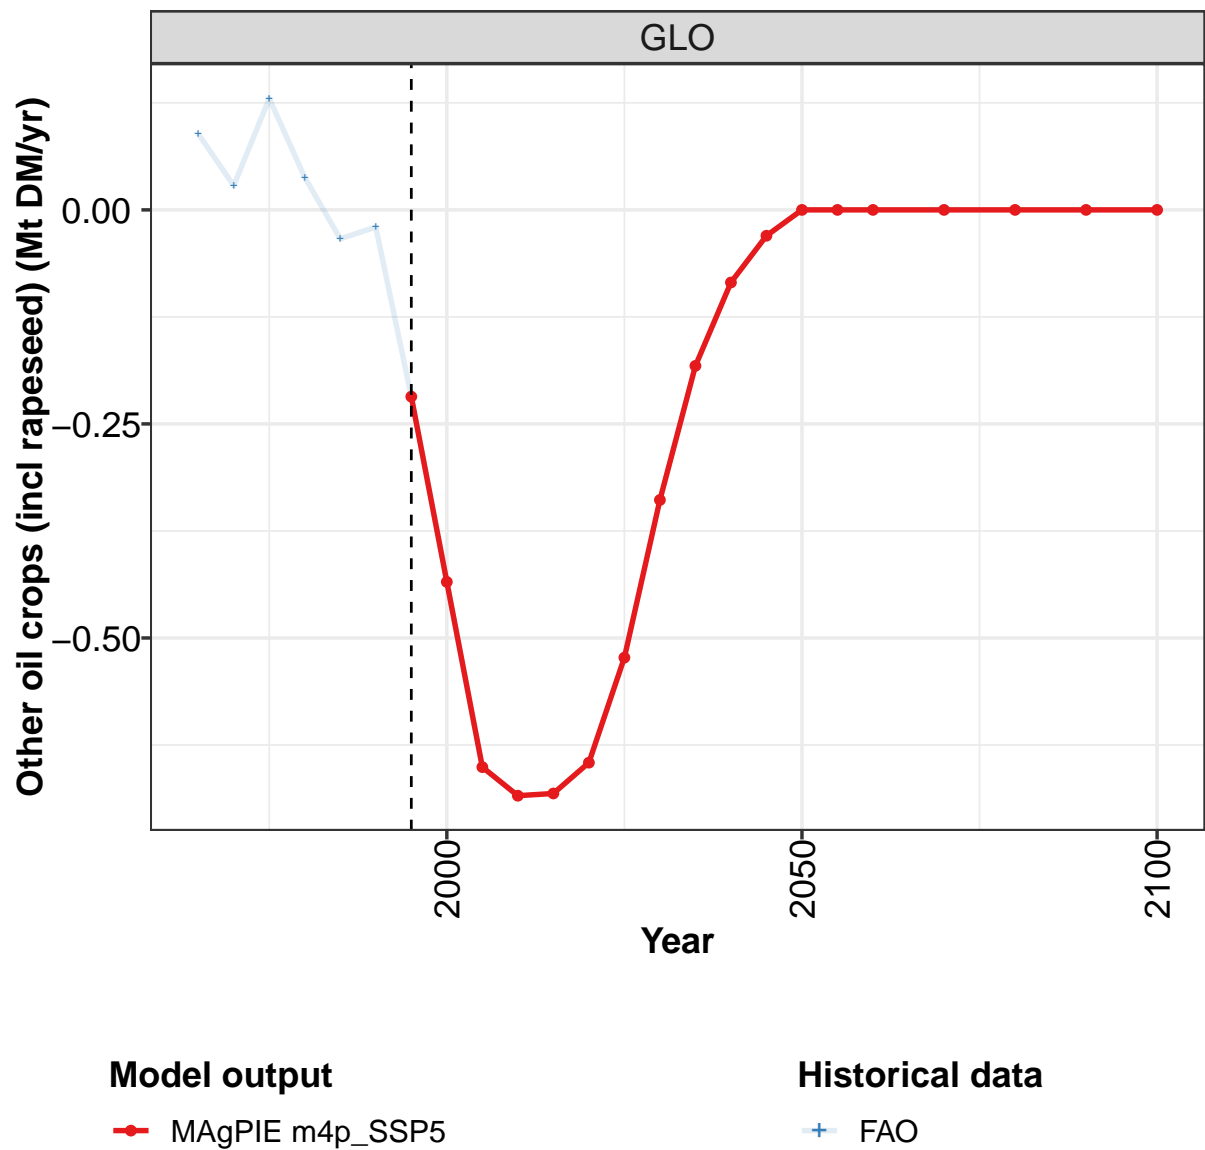 GLO
Other oil crops (incl rapeseed) (Mt DM/yr)
0.00
−0.25
−0.50
2000
2050
2100
Year
Model output
MAgPIE m4p_SSP5
Historical data
FAO